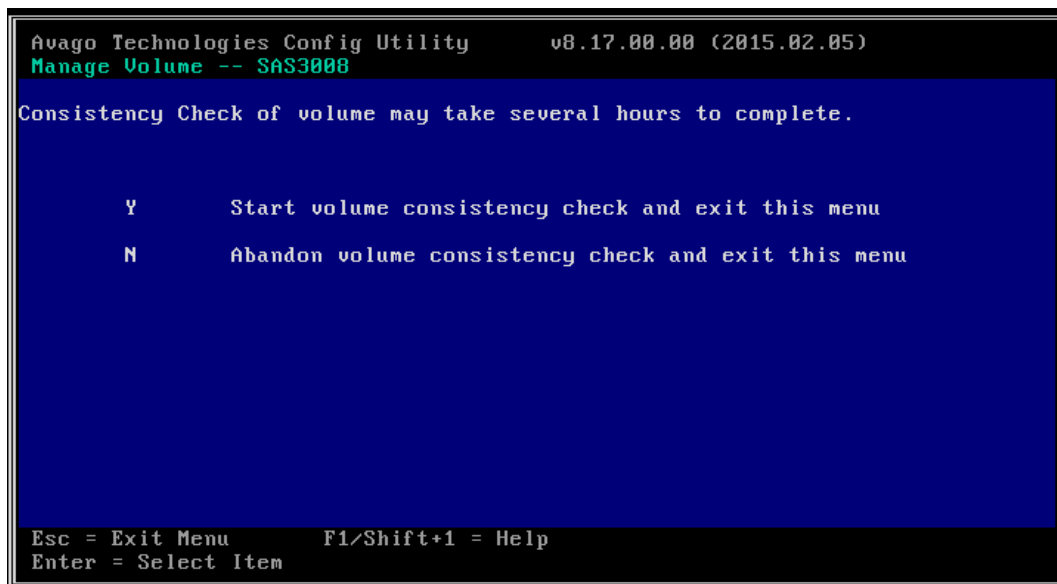 Avago Technologies Config Utility v8.17.00.00 (2015.02.05)
Manage Volume -- SAS3008
Consistency Check of volume may take several hours to complete.
Y Start volume consistency check and exit this menu
N Abandon volume consistency check and exit this menu
Esc = Exit Menu F1/Shift+1 = Help
Enter = Select Item